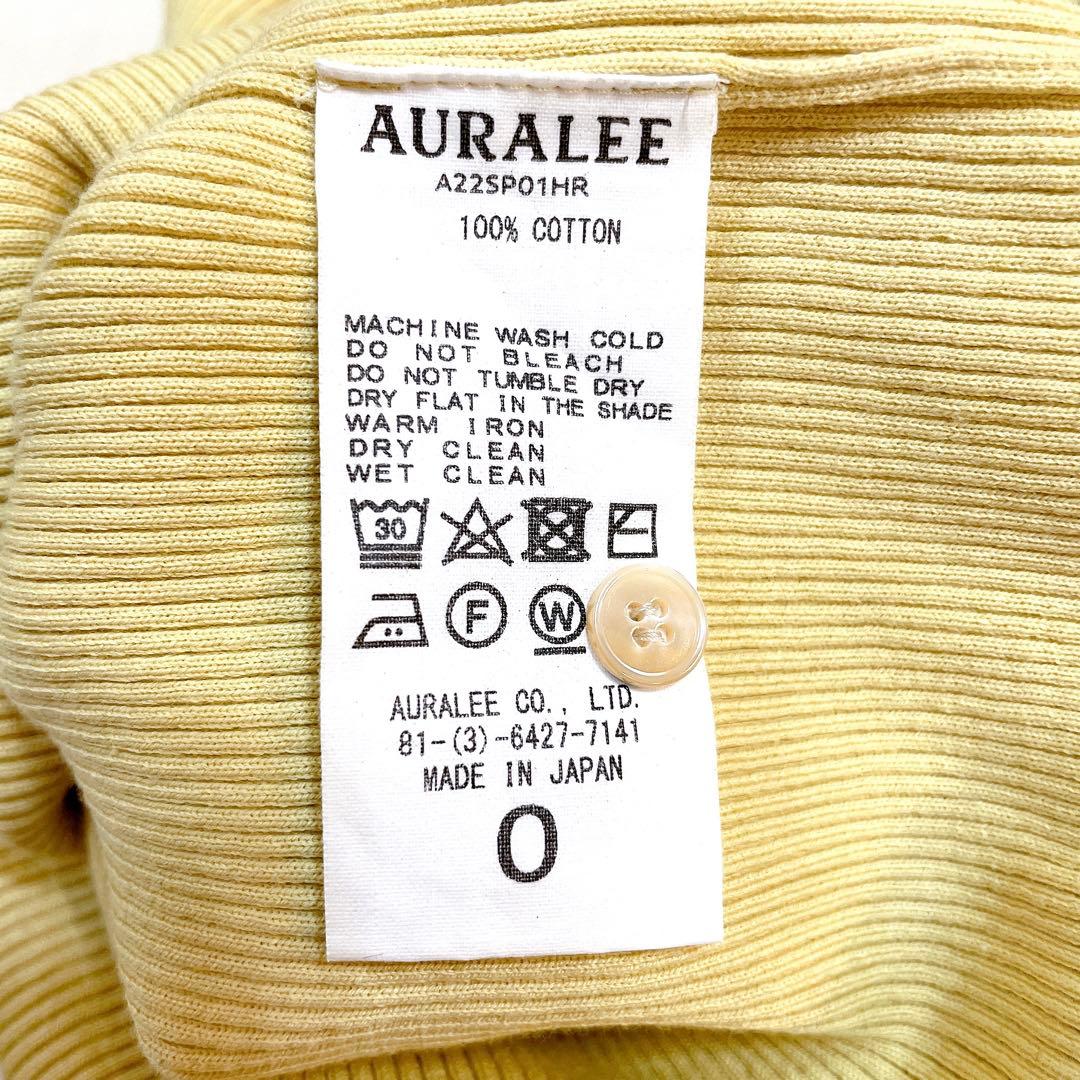 AURALEE
A22SP01HR
100% COTTON
MACHINE WASH COLD
DO NOT BLEACH
DO NOT TUMBLE DRY
DRY FLAT IN THE SHADE
WARM IRON
DRY CLEAN
WET CLEAN
30
F W
AURALEE CO., LTD.
81-(3)-6427-7141
MADE IN JAPAN
0